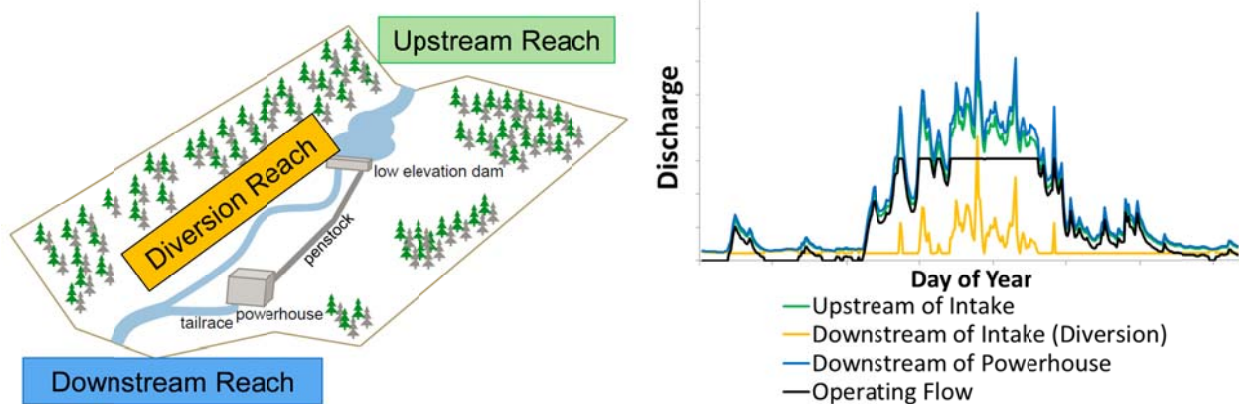 Upstream Reach
Diversion Reach
low elevation dam
penstock
powerhouse
tailrace
Downstream Reach
Discharge
Day of Year
Upstream of Intake
Downstream of Intake (Diversion)
Downstream of Powerhouse
Operating Flow